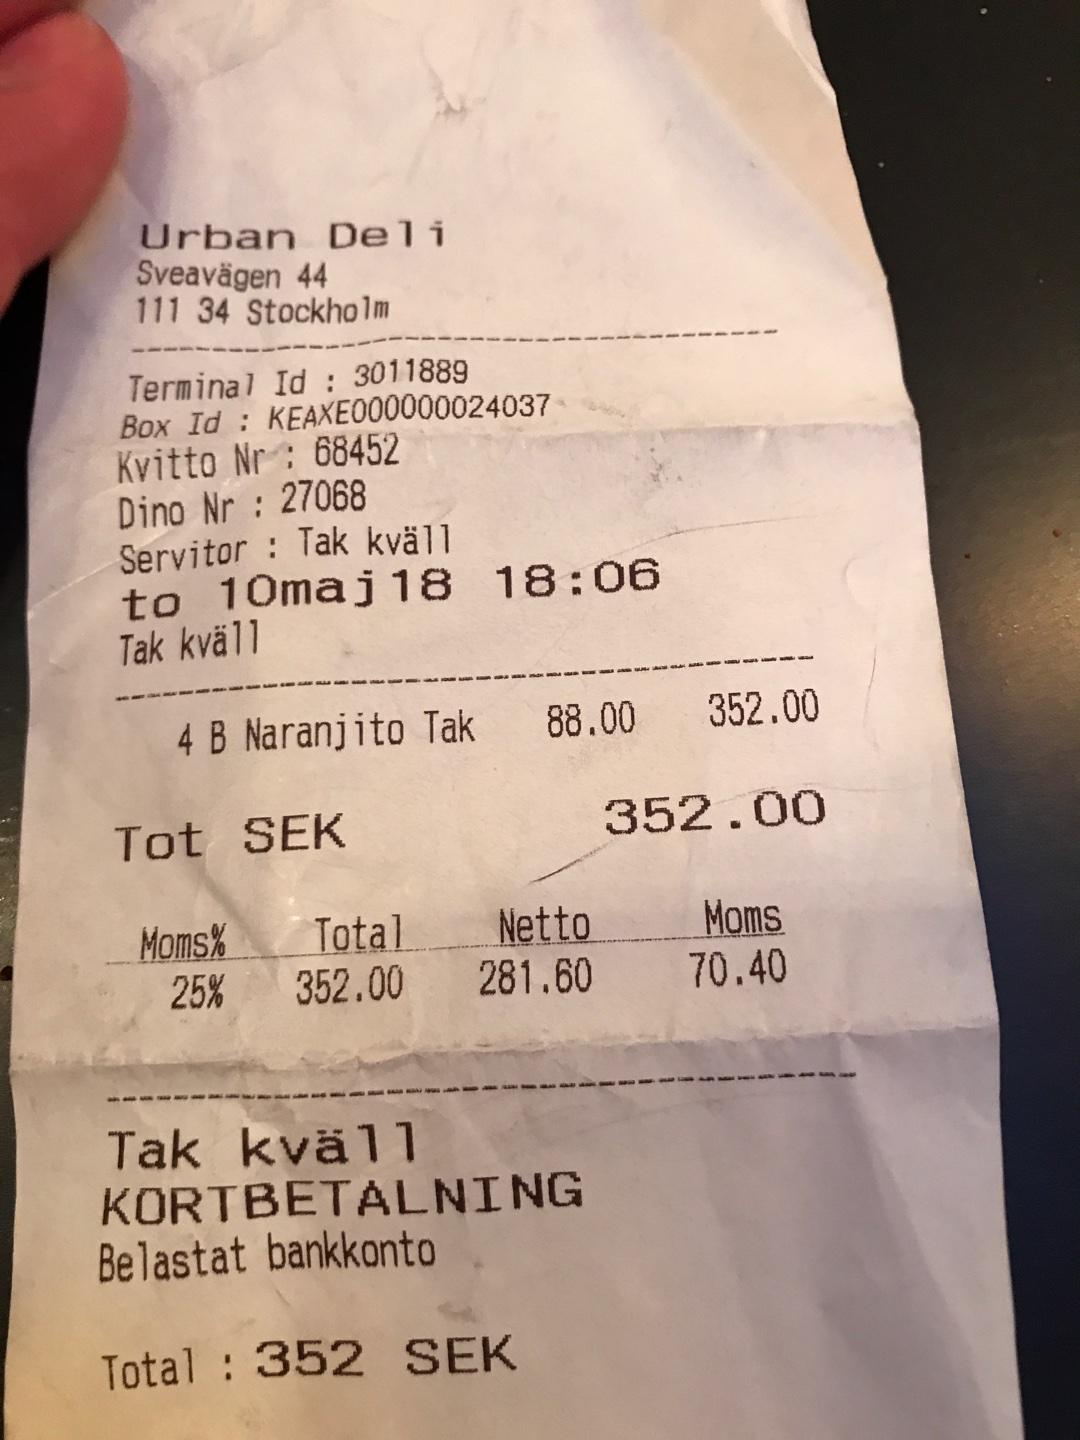 Urban Deli
Sveavägen 44
111 34 Stockholm
Terminal Id : 3011889
Box Id : KEAXE000000024037
Kvitto Nr : 68452
Dino Nr : 27068
Servitor : Tak kväll
to 10maj18 18:06
Tak kväll
4 B Naranjito Tak 88.00 352.00
Tot SEK 352.00
Moms% Total Netto Moms
25% 352.00 281.60 70.40
Tak kväll
KORTBETALNING
Belastat bankkonto
Total : 352 SEK